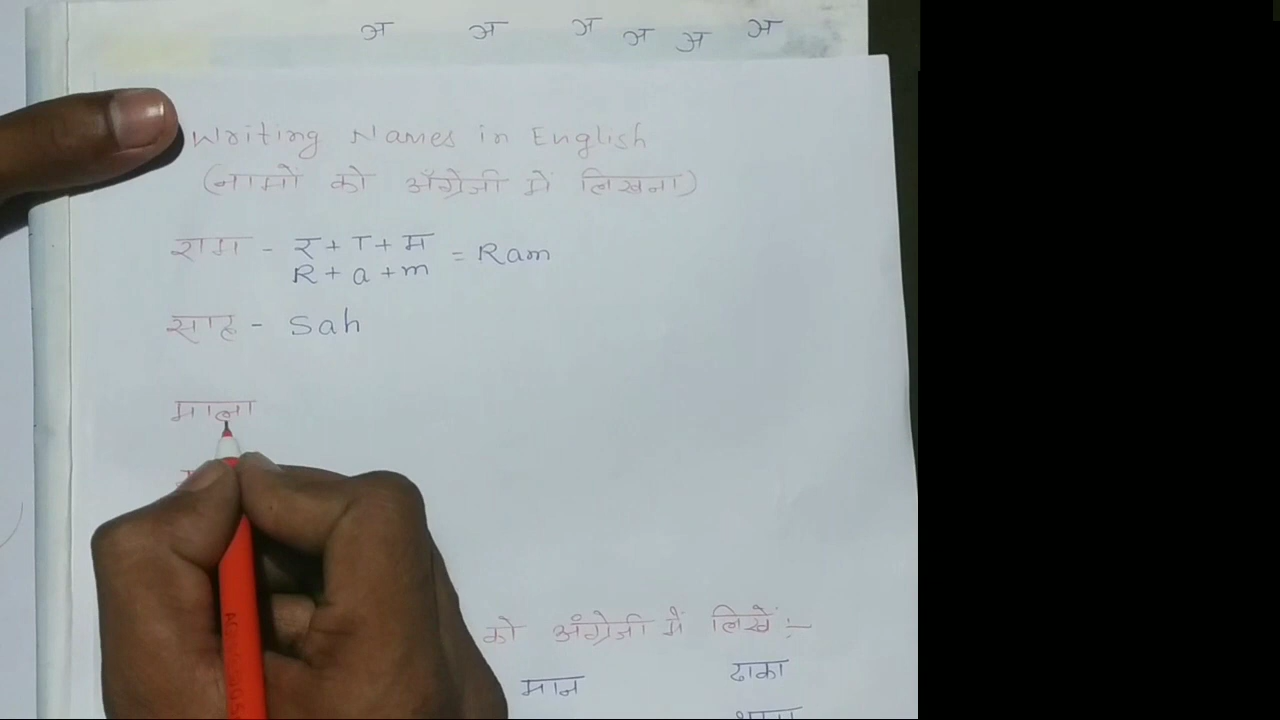 अ अ अ अ अ अ
Writing Names in English
(नामों को अँग्रेजी में लिखना)
राम - र + ा + म = Ram
R + a + m
साह - Sah
माला
को अंग्रेजी में लिखें :-
मान ढाका